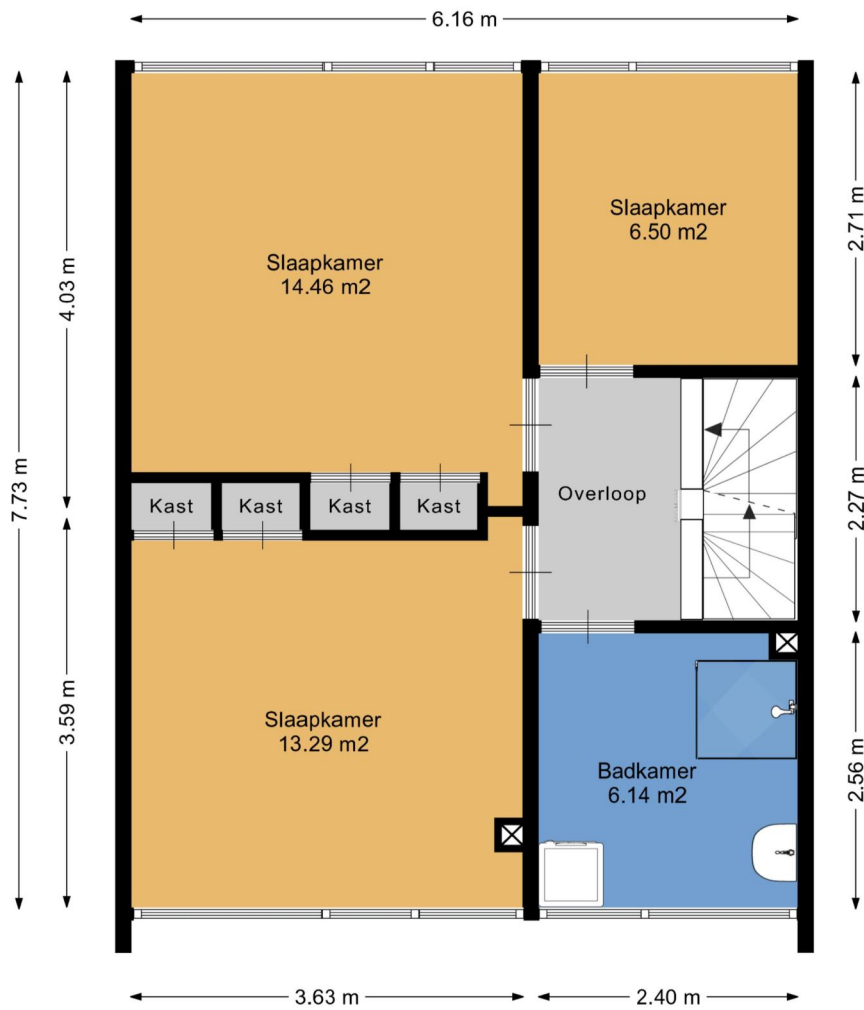 6.16 m
Slaapkamer
6.50 m2
2.71 m
Slaapkamer
14.46 m2
4.03 m
7.73 m
Kast
Kast
Kast
Kast
Overloop
2.27 m
3.59 m
Slaapkamer
13.29 m2
Badkamer
6.14 m2
2.56 m
3.63 m
2.40 m